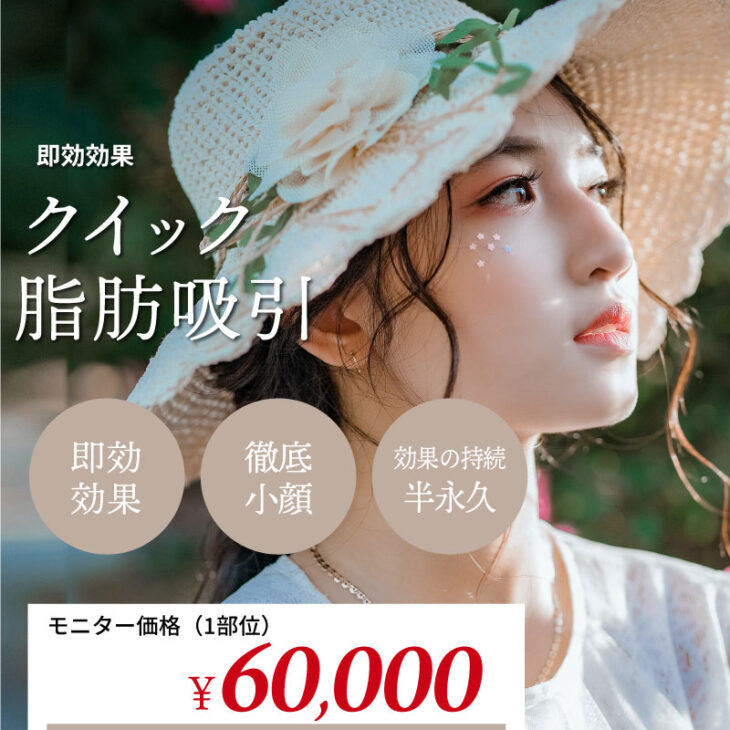 即効効果
クイック
脂肪吸引
即効
効果
徹底
小顔
効果の持続
半永久
モニター価格（1部位）
¥60,000